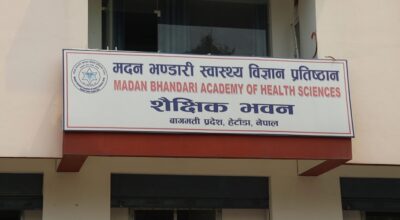 मदन भण्डारी स्वास्थ्य विज्ञान प्रतिष्ठान
MADAN BHANDARI ACADEMY OF HEALTH SCIENCES
शैक्षिक भवन
बागमती प्रदेश, हेटौंडा, नेपाल